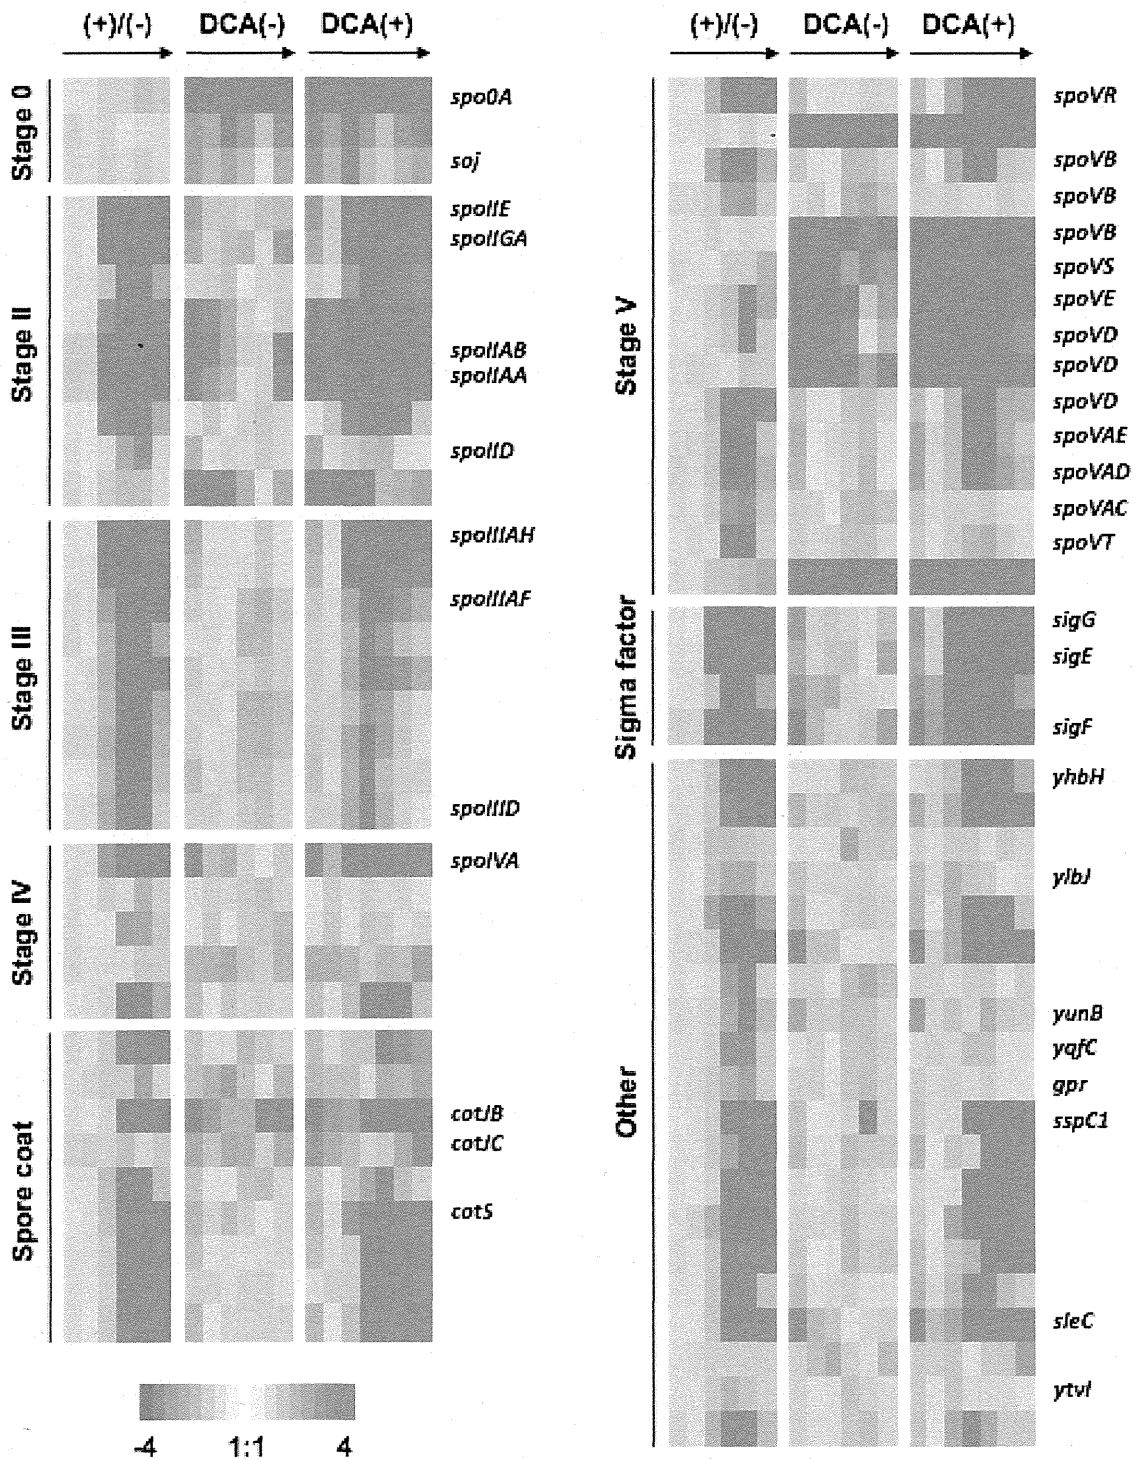 (+)/(-) DCA(-) DCA(+)
Stage 0
spo0A
soj
Stage II
spoIIE
spoIIGA
spoIIAB
spoIIAA
spoIID
Stage III
spoIIIAH
spoIIIAF
spoIIID
Stage IV
spoIVA
Spore coat
cotJB
cotJC
cotS
-4 1:1 4
(+)/(-) DCA(-) DCA(+)
Stage V
spoVR
spoVB
spoVB
spoVB
spoVS
spoVE
spoVD
spoVD
spoVD
spoVAE
spoVAD
spoVAC
spoVT
Sigma factor
sigG
sigE
sigF
Other
yhbH
ylbJ
yunB
yqfC
gpr
sspC1
sleC
ytvI